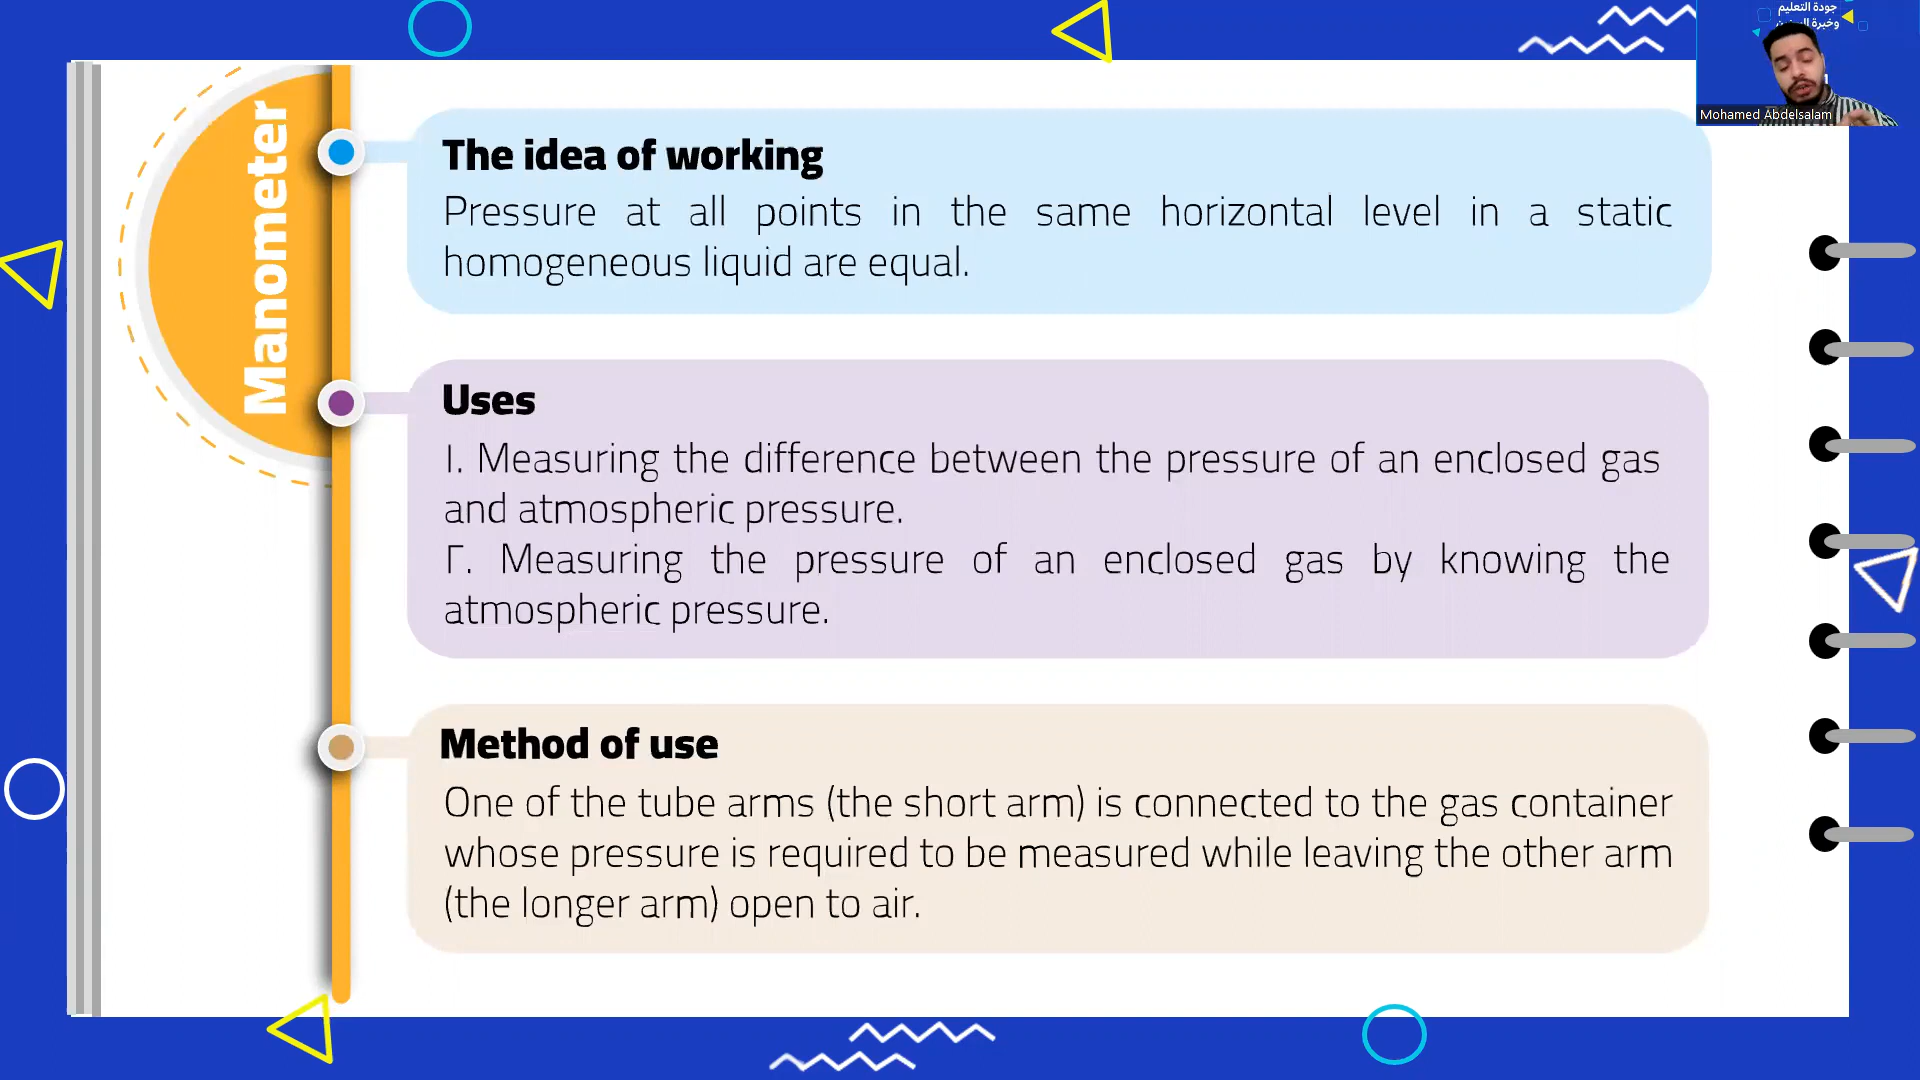 جودة التعليم
وخبرة
Mohamed Abdelsalam
Manometer
The idea of working
Pressure at all points in the same horizontal level in a static
homogeneous liquid are equal.
Uses
I. Measuring the difference between the pressure of an enclosed gas
and atmospheric pressure.
Γ. Measuring the pressure of an enclosed gas by knowing the
atmospheric pressure.
Method of use
One of the tube arms (the short arm) is connected to the gas container
whose pressure is required to be measured while leaving the other arm
(the longer arm) open to air.